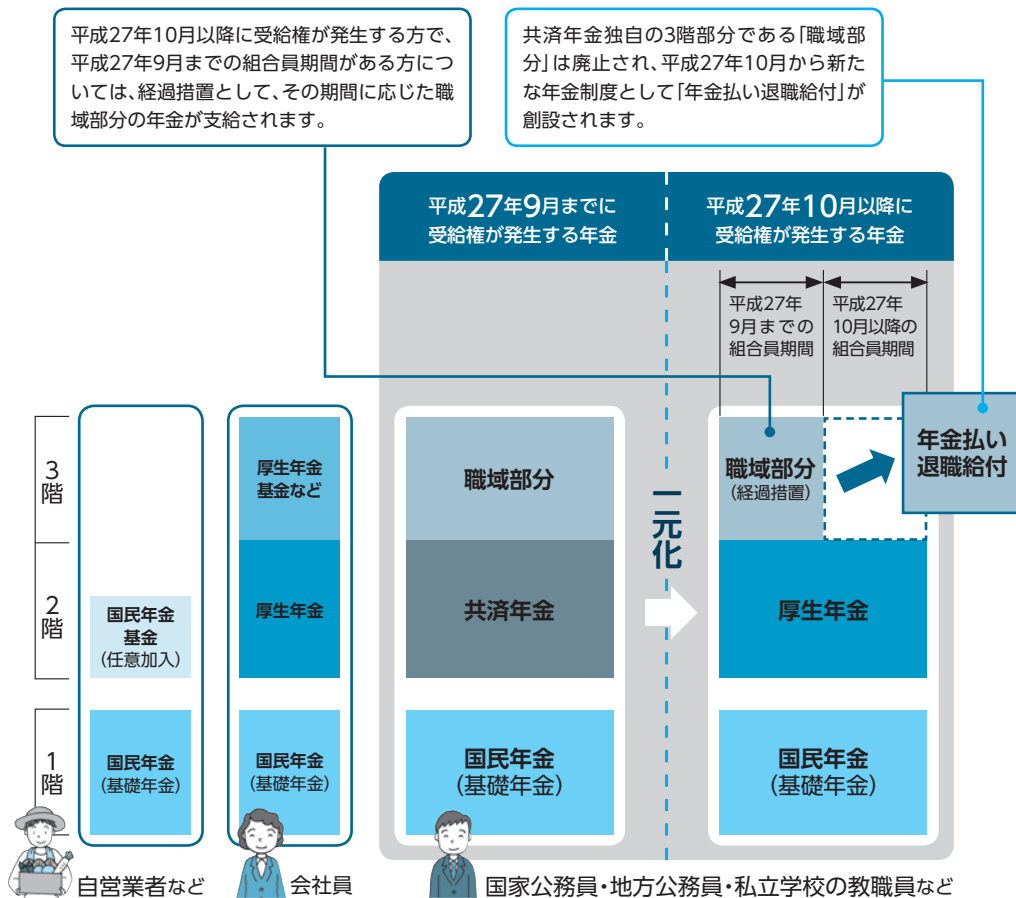 平成27年10月以降に受給権が発生する方で、
平成27年9月までの組合員期間がある方につ
いては、経過措置として、その期間に応じた職
域部分の年金が支給されます。
共済年金独自の3階部分である「職域部
分」は廃止され、平成27年10月から新た
な年金制度として「年金払い退職給付」が
創設されます。
平成27年9月までに
受給権が発生する年金
平成27年10月以降に
受給権が発生する年金
平成27年
9月までの
組合員期間
平成27年
10月以降の
組合員期間
3階
厚生年金
基金など
職域部分
職域部分
(経過措置)
年金払い
退職給付
一元化
2階
国民年金
基金
(任意加入)
厚生年金
共済年金
厚生年金
1階
国民年金
(基礎年金)
国民年金
(基礎年金)
国民年金
(基礎年金)
国民年金
(基礎年金)
自営業者など
会社員
国家公務員・地方公務員・私立学校の教職員など